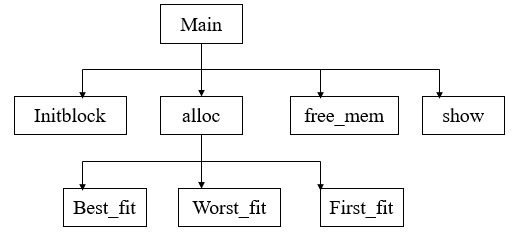 Main
Initblock
alloc
free_mem
show
Best_fit
Worst_fit
First_fit